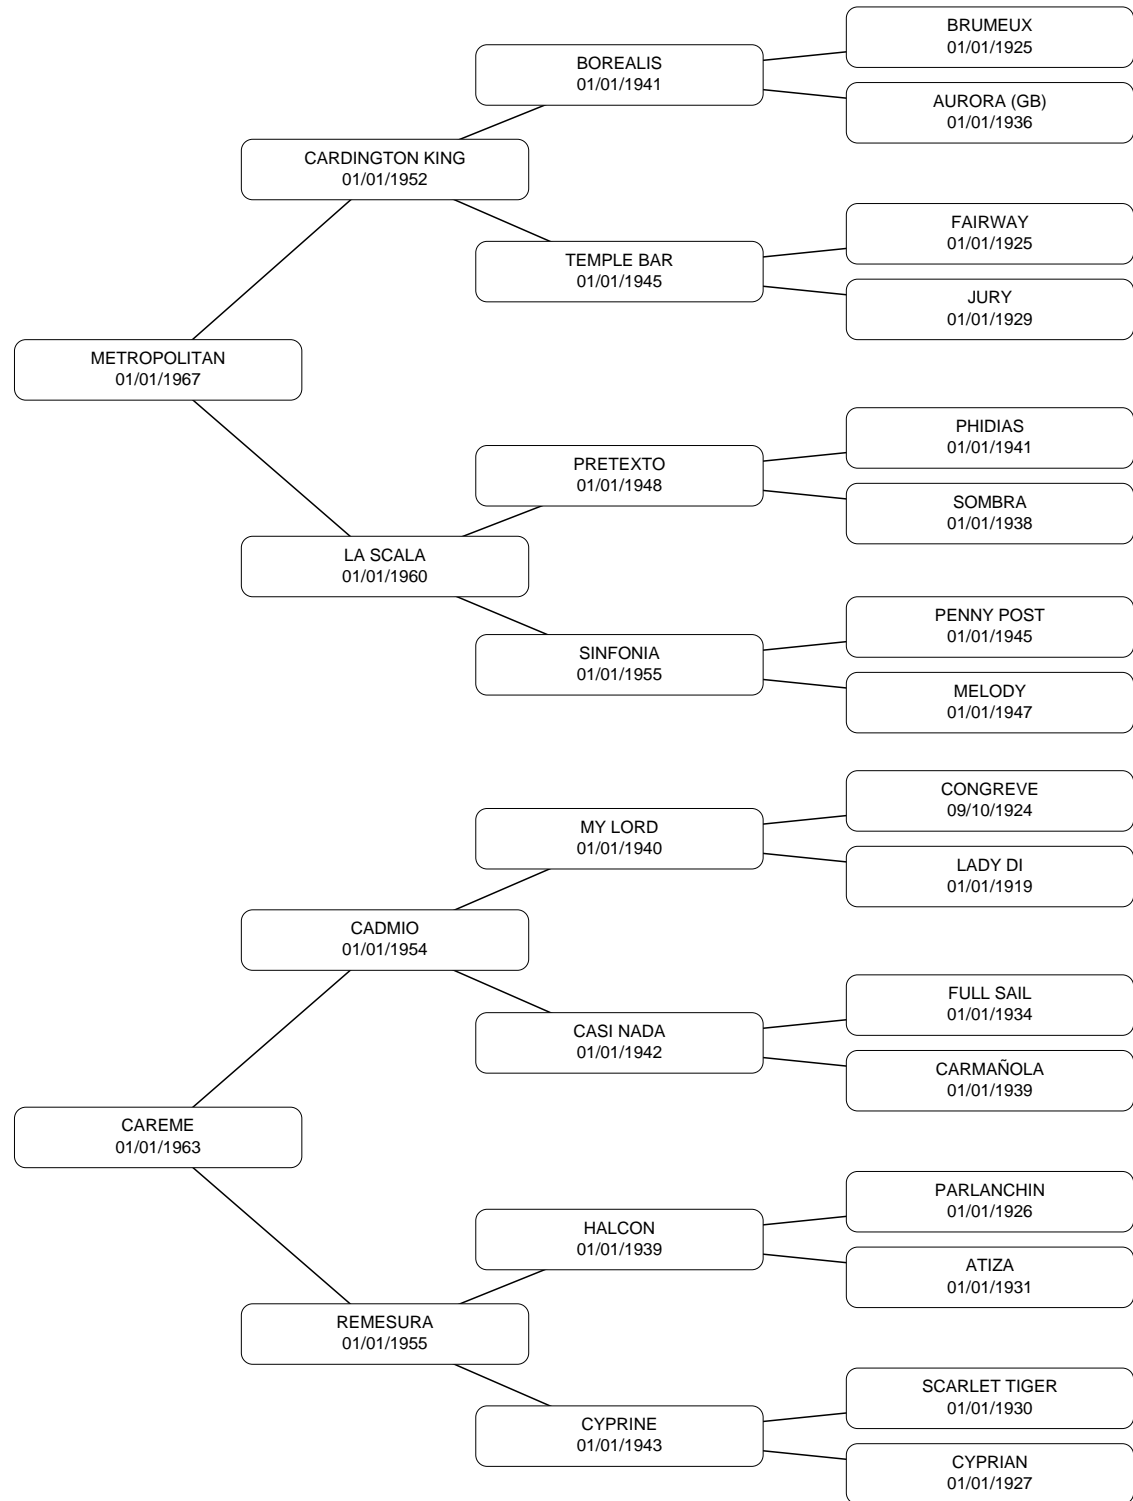 BRUMEUX
01/01/1925
BOREALIS
01/01/1941
AURORA (GB)
01/01/1936
CARDINGTON KING
01/01/1952
FAIRWAY
01/01/1925
TEMPLE BAR
01/01/1945
JURY
01/01/1929
METROPOLITAN
01/01/1967
PHIDIAS
01/01/1941
PRETEXTO
01/01/1948
SOMBRA
01/01/1938
LA SCALA
01/01/1960
PENNY POST
01/01/1945
SINFONIA
01/01/1955
MELODY
01/01/1947
CONGREVE
09/10/1924
MY LORD
01/01/1940
LADY DI
01/01/1919
CADMIO
01/01/1954
FULL SAIL
01/01/1934
CASI NADA
01/01/1942
CARMAÑOLA
01/01/1939
CAREME
01/01/1963
PARLANCHIN
01/01/1926
HALCON
01/01/1939
ATIZA
01/01/1931
REMESURA
01/01/1955
SCARLET TIGER
01/01/1930
CYPRINE
01/01/1943
CYPRIAN
01/01/1927